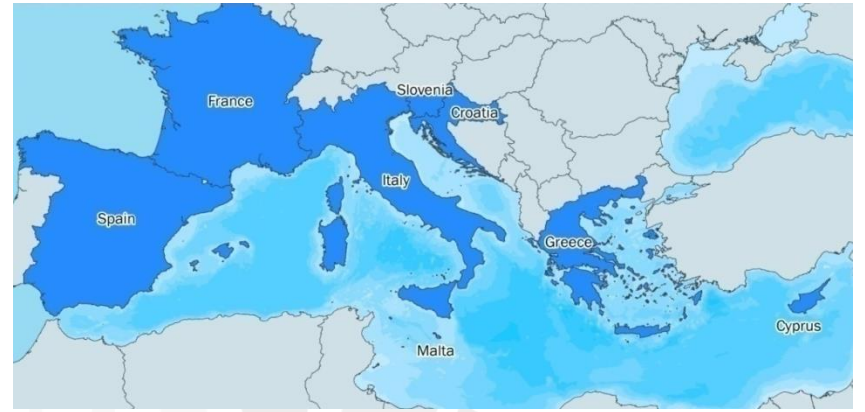 Slovenia
France
Croatia
Italy
Spain
Greece
Cyprus
Malta